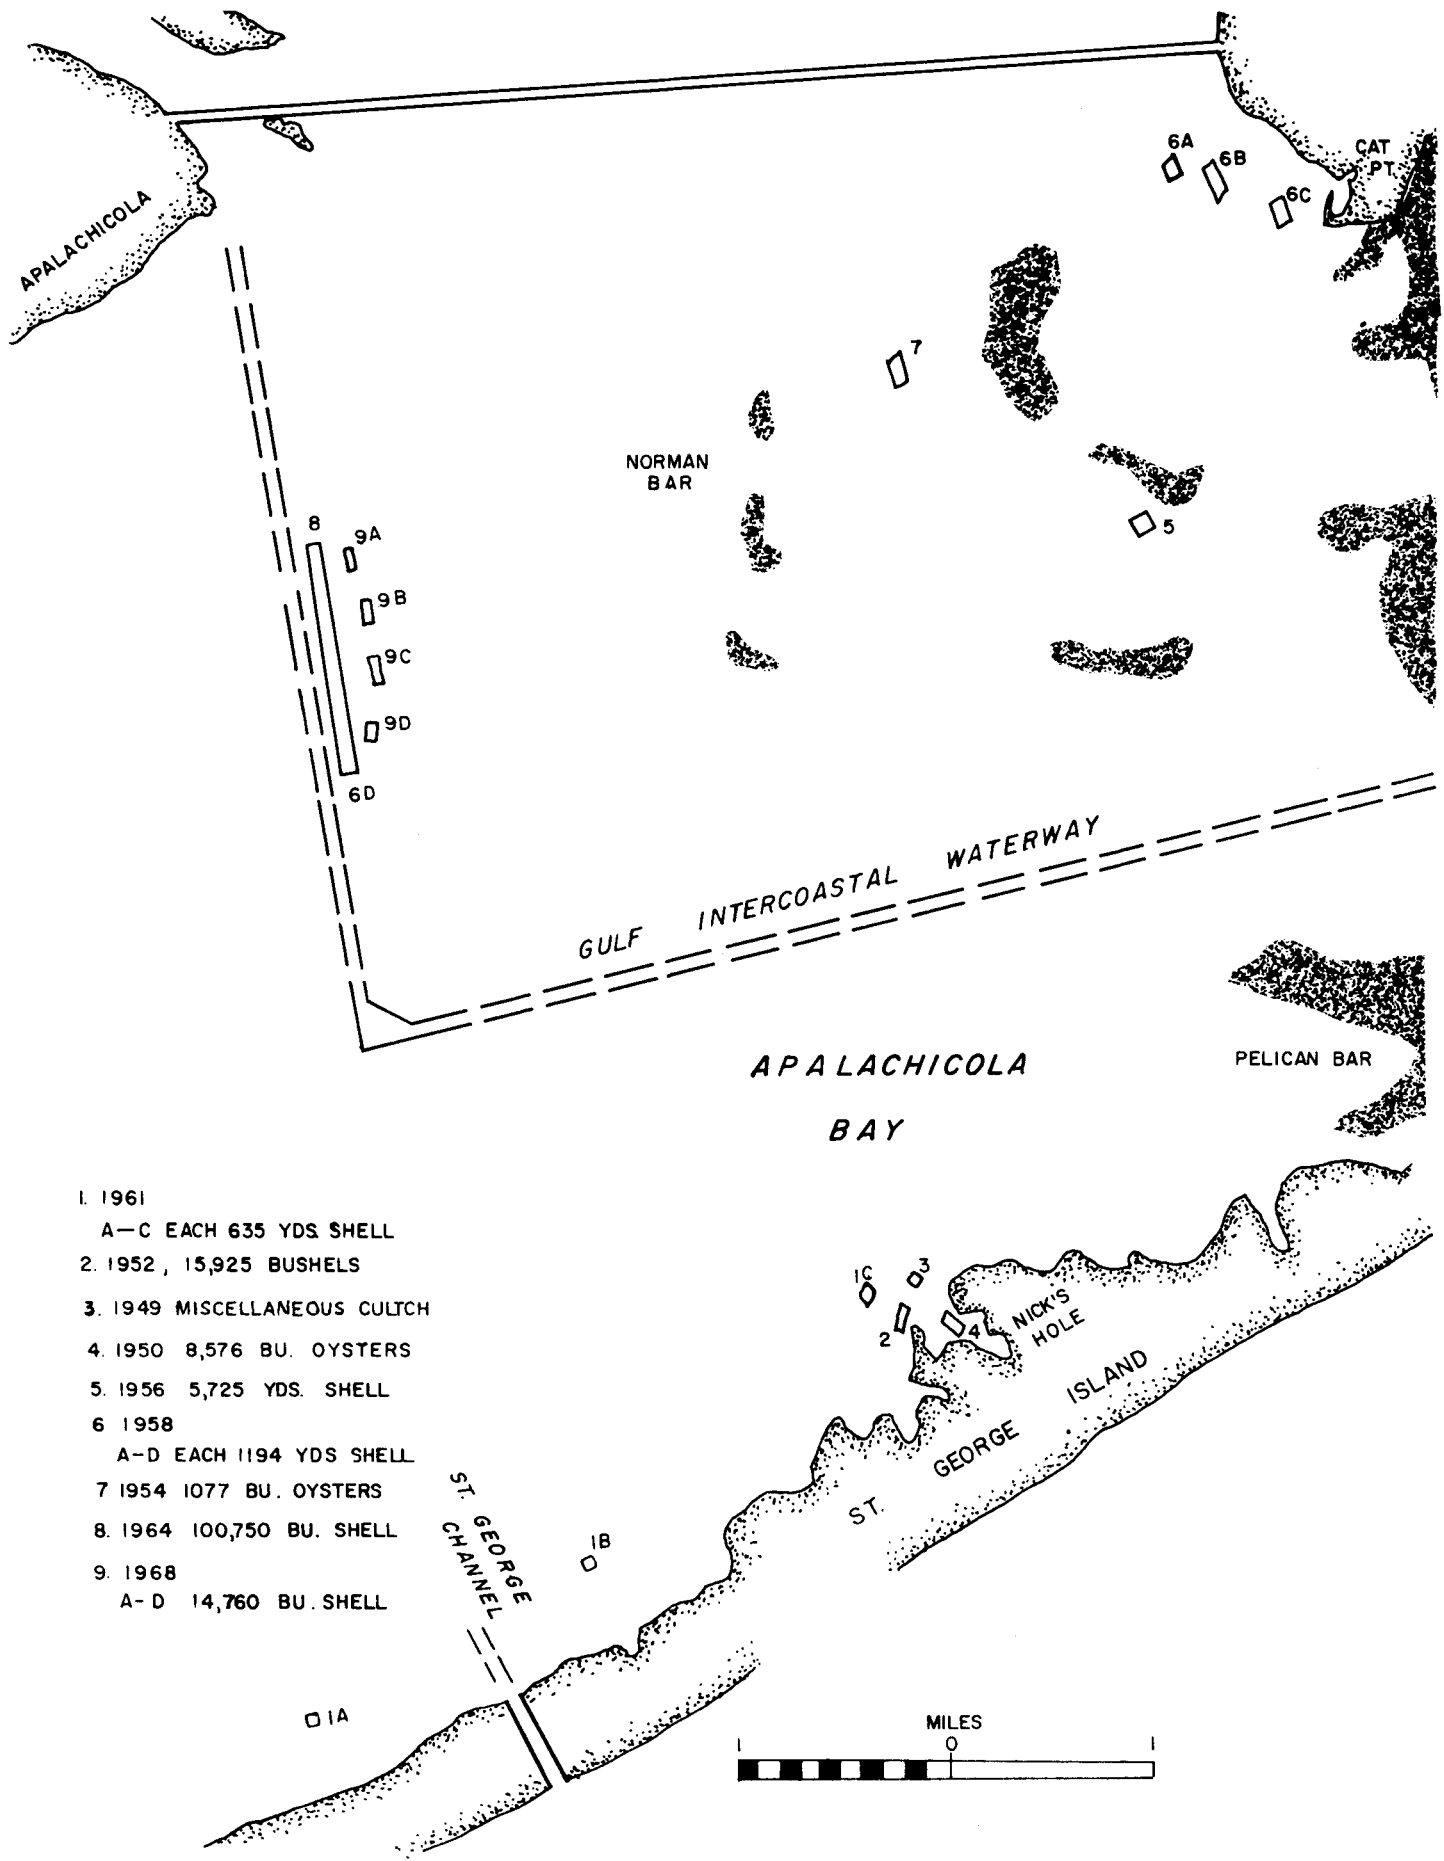 6A
CAT
PT.
6B
6C
APALACHICOLA
7
NORMAN
BAR
5
8
9A
9B
9C
9D
6D
GULF INTERCOASTAL WATERWAY
APALACHICOLA
BAY
PELICAN BAR
1. 1961
A—C EACH 635 YDS. SHELL
2. 1952, 15,925 BUSHELS
3. 1949 MISCELLANEOUS CULTCH
4. 1950 8,576 BU. OYSTERS
5. 1956 5,725 YDS. SHELL
6 1958
A-D EACH 1194 YDS SHELL
7 1954 1077 BU. OYSTERS
8. 1964 100,750 BU. SHELL
9. 1968
A-D 14,760 BU. SHELL
1C
3
2
4
NICK'S
HOLE
ST. GEORGE ISLAND
ST. GEORGE
CHANNEL
1B
1A
MILES
1 0 1